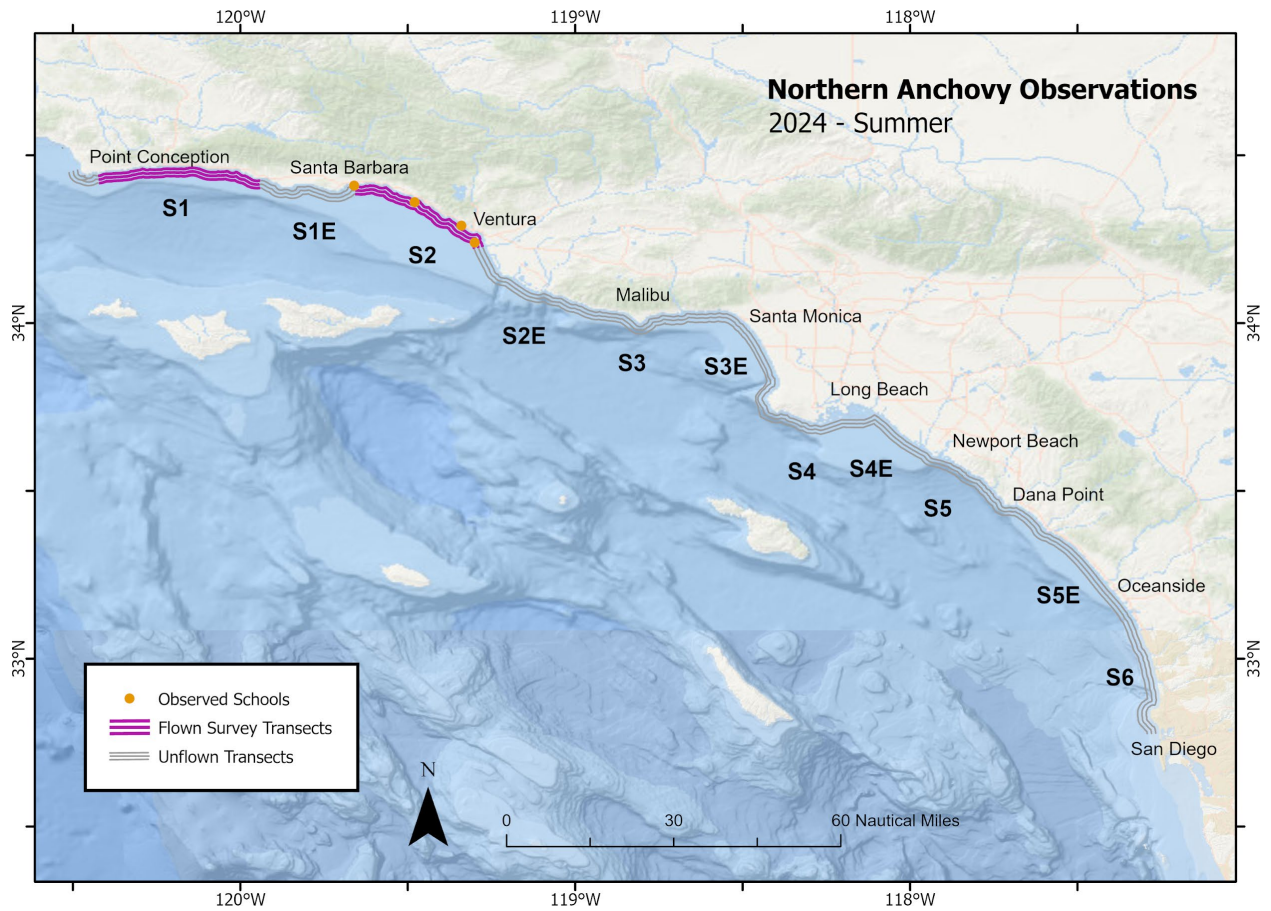 120°W
119°W
118°W
Northern Anchovy Observations
2024 - Summer
Point Conception
Santa Barbara
S1
S1E
Ventura
S2
34°N
34°N
Malibu
Santa Monica
S2E
S3
S3E
Long Beach
Newport Beach
S4
S4E
Dana Point
S5
Oceanside
S5E
33°N
33°N
S6
San Diego
Observed Schools
Flown Survey Transects
Unflown Transects
N
0
30
60 Nautical Miles
120°W
119°W
118°W